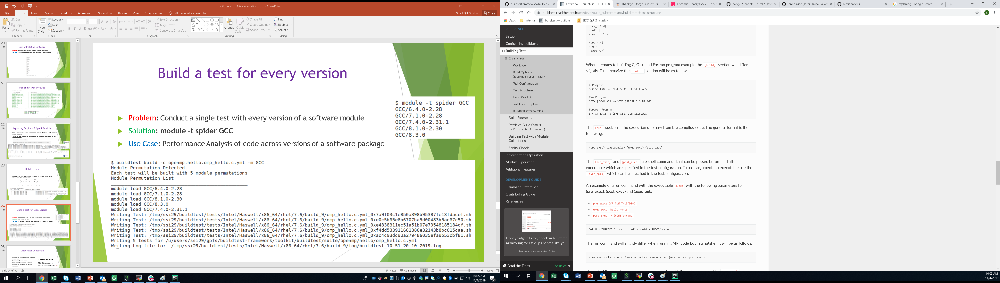 buildtest-hust19-presentation.pptx - PowerPoint
File Home Insert Design Transitions Animations Slide Show Review View Storyboarding Tell me what you want to do...
SIDDIQUI Shahzeb Share
Paste
Cut
Copy
Format Painter
Clipboard
New Slide
Layout
Reset
Section
Slides
Font
Text Direction
Align Text
Convert to SmartArt
Paragraph
Arrange
Quick Styles
Shape Fill
Shape Outline
Shape Effects
Drawing
Find
Replace
Select
Editing
20
List of Installed Software
21
List of Installed Modules
22
Reporting Easybuild & Spack Modules
23
Build History
24
Build a test for every version
25
Lmod User Collection
Build a test for every version
Problem: Conduct a single test with every version of a software module
Solution: module -t spider GCC
Use Case: Performance Analysis of code across versions of a software package
$ module -t spider GCC
GCC/6.4.0-2.28
GCC/7.1.0-2.28
GCC/7.4.0-2.31.1
GCC/8.1.0-2.30
GCC/8.3.0
$ buildtest build -c openmp.hello.omp_hello.c.yml -m GCC
Module Permutation Detected.
Each test will be built with 5 module permutations
Module Permutation List
module load GCC/6.4.0-2.28
module load GCC/7.1.0-2.28
module load GCC/8.1.0-2.30
module load GCC/8.3.0
module load GCC/7.4.0-2.31.1
Writing Test: /tmp/ssi29/buildtest/tests/Intel/Haswell/x86_64/rhel/7.6/build_9/omp_hello.c.yml_0x7a9f03c1e850a398b95387fe13fdacef.sh
Writing Test: /tmp/ssi29/buildtest/tests/Intel/Haswell/x86_64/rhel/7.6/build_9/omp_hello.c.yml_0xe0c5b65e6b6707ba5d00483b5ac67c50.sh
Writing Test: /tmp/ssi29/buildtest/tests/Intel/Haswell/x86_64/rhel/7.6/build_9/omp_hello.c.yml_0xe4838311ec51a51b07e79548185184cf.sh
Writing Test: /tmp/ssi29/buildtest/tests/Intel/Haswell/x86_64/rhel/7.6/build_9/omp_hello.c.yml_0xf4dd533911661386e32143b8bc015caa.sh
Writing Test: /tmp/ssi29/buildtest/tests/Intel/Haswell/x86_64/rhel/7.6/build_9/omp_hello.c.yml_0xac4c93dc92a279486035efa9b53cbf81.sh
Writing 5 tests for /u/users/ssi29/gpfs/buildtest-framework/toolkit/buildtest/suite/openmp/hello/omp_hello.c.yml
Writing Log file to: /tmp/ssi29/buildtest/tests/Intel/Haswell/x86_64/rhel/7.6/build_9/log/buildtest_10_51_20_10_2019.log
Slide 24 of 30
Notes Comments 125%
10:05 AM
11/4/2019
buildtest-framework/hello.c.ym
Overview — buildtest 2019.30.
Thank you for your interest in
Commit · spack/spack - Codec
boegel (Kenneth Hoste) / Octo
jordiblasco (Jordi Blasco Pallar
Notifications
explaning - Google Search
buildtest.readthedocs.io/en/devel/build_subcommand/build.html#test-structure
Apps Internal buildtest — buildte... SIDDIQUI Shahzeb -...
REFERENCE
Setup
Configuring buildtest
Building Test
Overview
Workflow
Build Options
(buildtest build --help)
Test Configuration
Test Structure
Hello World C
Test Directory Layout
Buildtest internal files
Build Examples
Retrieve Build Status
(buildtest build report)
Building Test with Module
Collections
Sanity Check
Introspection Operation
Module Operation
Additional Features
DEVELOPMENT GUIDE
Command Reference
Contributing Guide
References
Honeybadger: Error, check-in & uptime
monitoring for DevOps heroes like you.
Sponsored · Ads served ethically
Read the Docs v: devel
{pre_build}
{build}
{post_build}
{pre_run}
{run}
{post_run}
When it comes to building C, C++, and Fortran program example the {build} section will differ
slightly. To summarize the {build} section will be as follows:
C Program
$CC $CFLAGS -o $EXE $SRCFILE $LDFLAGS
C++ Program
$CXX $CXXFLAGS -o $EXE $SRCFILE $LDFLAGS
Fortran Program
$FC $FFLAGS -o $EXE $SRCFILE $LDFLAGS
The {run} section is the execution of binary from the compiled code. The general format is the
following:
{pre_exec} <executable> {exec_opts} {post_exec}
The {pre_exec} and {post_exec} are shell commands that can be passed before and after
executable which are specified in the test configuration. To pass arguments to executable use the
{exec_opts} which can be specified in the test configuration.
An example of a run command with the executable a.out with the following parameters for
{pre_exec}, {post_exec} and {exec_opts}
pre_exec: OMP_NUM_THREADS=2
exec_opts: hello world
post_exec: > $HOME/output
OMP_NUM_THREADS=2 ./a.out hello world > $HOME/output
The run command will slightly differ when running MPI code but in a nutshell it will be as follows:
{pre_exec} {launcher} {launcher_opts} <executable> {exec_opts} {post_exec}
10:05 AM
11/4/2019